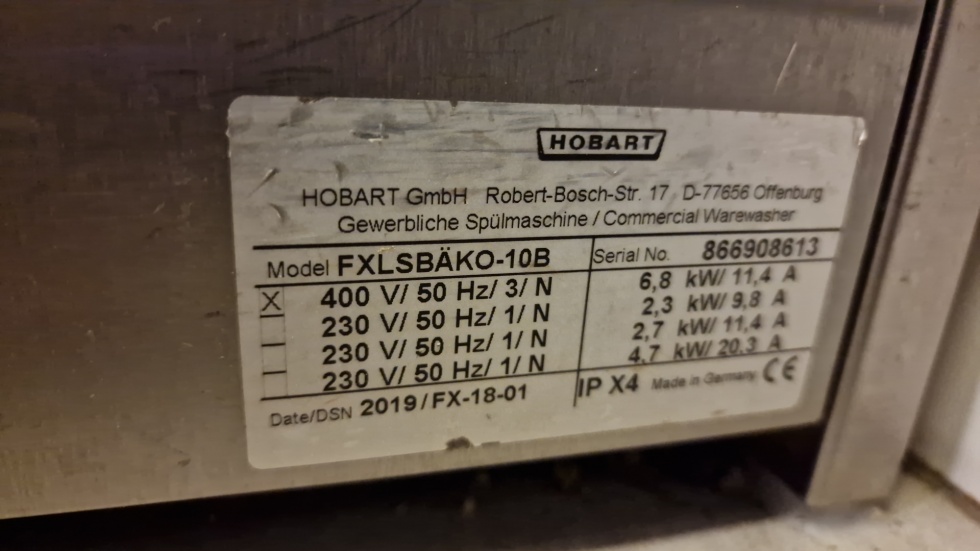 HOBART
HOBART GmbH Robert-Bosch-Str. 17 D-77656 Offenburg
Gewerbliche Spülmaschine / Commercial Warewasher
Model FXLSBÄKO-10B Serial No. 866908613
X 400 V/ 50 Hz/ 3/ N 6,8 kW/ 11,4 A
230 V/ 50 Hz/ 1/ N 2,3 kW/ 9,8 A
230 V/ 50 Hz/ 1/ N 2,7 kW/ 11,4 A
230 V/ 50 Hz/ 1/ N 4,7 kW/ 20,3 A
Date/DSN 2019/FX-18-01 IP X4 Made in Germany CE